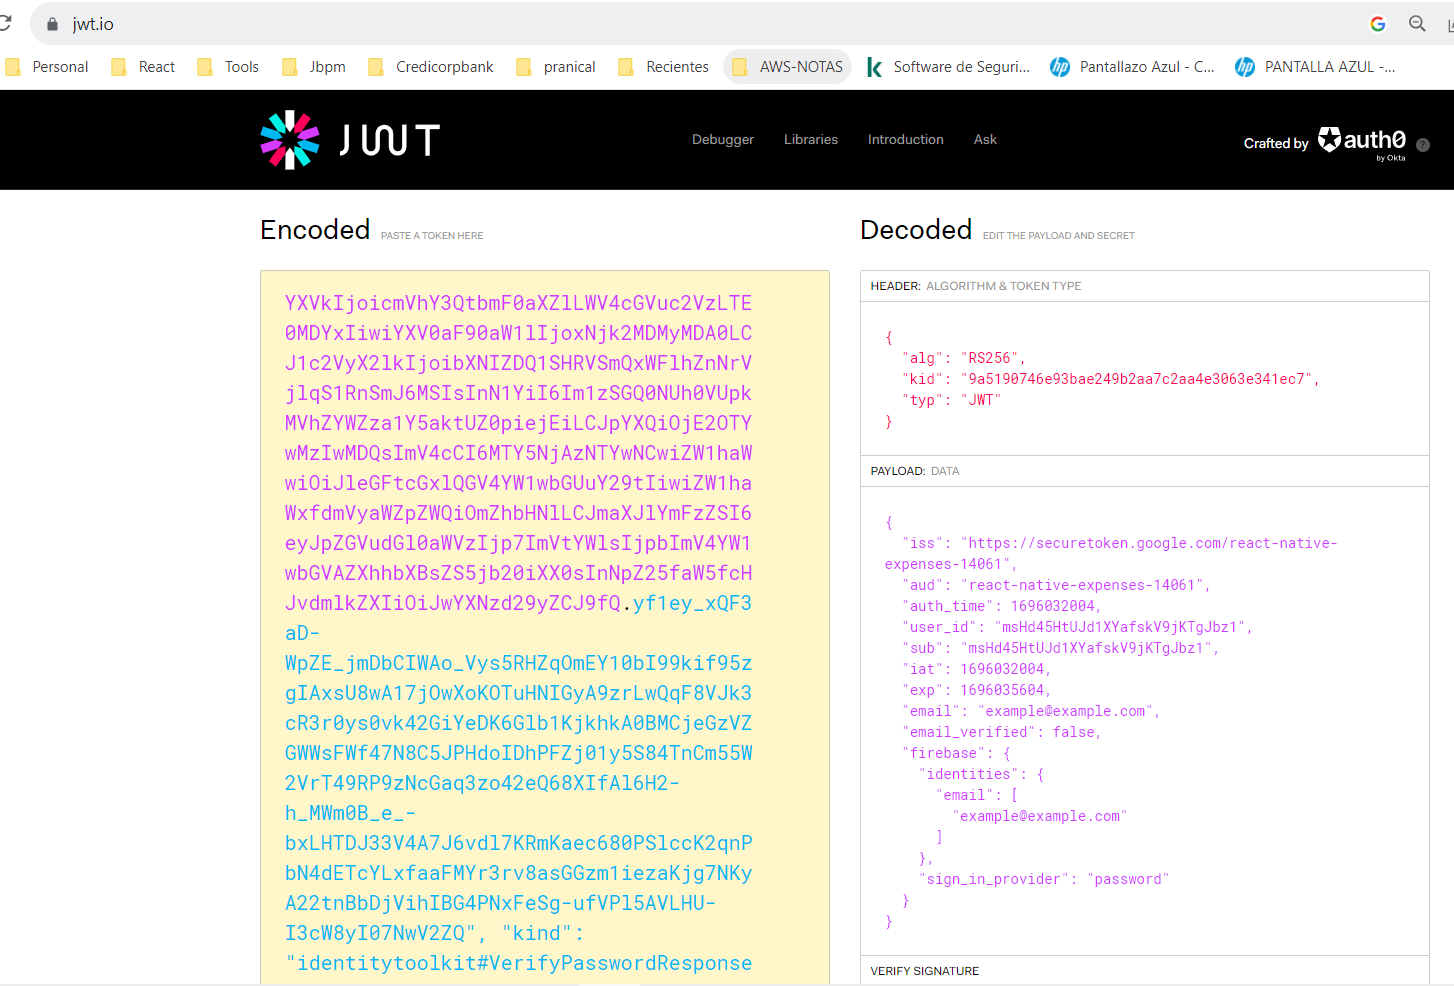 jwt.io
Personal React Tools Jbpm Credicorpbank pranical Recientes AWS-NOTAS Software de Seguri... Pantallazo Azul - C... PANTALLA AZUL -...
JWT
Debugger Libraries Introduction Ask
Crafted by auth0 ?
by Okta
Encoded PASTE A TOKEN HERE
YXVkIjoicmVhY3QtbmF0aXZlLWV4cGVuc2VzLTE
0MDYxIiwiYXV0aF90aW1lIjoxNjk2MDMyMDA0LC
J1c2VyX2lkIjoibXNIZDQ1SHRVSmQxWFlhZnNrV
jlqS1RnSmJ6MSIsInN1YiI6Im1zSGQ0NUh0VUpk
MVhZYWZza1Y5aktUZ0piejEiLCJpYXQiOjE2OTY
wMzIwMDQsImV4cCI6MTY5NjAzNTYwNCwiZW1haW
wiOiJleGFtcGxlQGV4YW1wbGUuY29tIiwiZW1ha
WxfdmVyaWZpZWQiOmZhbHNlLCJmaXJlYmFzZSI6
eyJpZGVudGl0aWVzIjp7ImVtYWlsIjpbImV4YW1
wbGVAZXhhbXBsZS5jb20iXX0sInNpZ25faW5fcH
JvdmlkZXIiOiJwYXNzd29yZCJ9fQ.yf1ey_xQF3
aD-
WpZE_jmDbCIWAo_Vys5RHZqOmEY10bI99kif95z
gIAxsU8wA17jOwXoKOTuHNIGyA9zrLwQqF8VJk3
cR3r0ys0vk42GiYeDK6Glb1KjkhkA0BMCjeGzVZ
GWWsFWf47N8C5JPHdoIDhPFZj01y5S84TnCm55W
2VrT49RP9zNcGaq3zo42eQ68XIfAl6H2-
h_MWm0B_e_-
bxLHTDJ33V4A7J6vdl7KRmKaec680PSlccK2qnP
bN4dETcYLxfaaFMYr3rv8asGGzm1iezaKjg7NKy
A22tnBbDjVihIBG4PNxFeSg-ufVPl5AVLHU-
I3cW8yI07NwV2ZQ", "kind":
"identitytoolkit#VerifyPasswordResponse
Decoded EDIT THE PAYLOAD AND SECRET
HEADER: ALGORITHM & TOKEN TYPE
{
"alg": "RS256",
"kid": "9a5190746e93bae249b2aa7c2aa4e3063e341ec7",
"typ": "JWT"
}
PAYLOAD: DATA
{
"iss": "https://securetoken.google.com/react-native-
expenses-14061",
"aud": "react-native-expenses-14061",
"auth_time": 1696032004,
"user_id": "msHd45HtUJd1XYafskV9jKTgJbz1",
"sub": "msHd45HtUJd1XYafskV9jKTgJbz1",
"iat": 1696032004,
"exp": 1696035604,
"email": "example@example.com",
"email_verified": false,
"firebase": {
"identities": {
"email": [
"example@example.com"
]
},
"sign_in_provider": "password"
}
}
VERIFY SIGNATURE